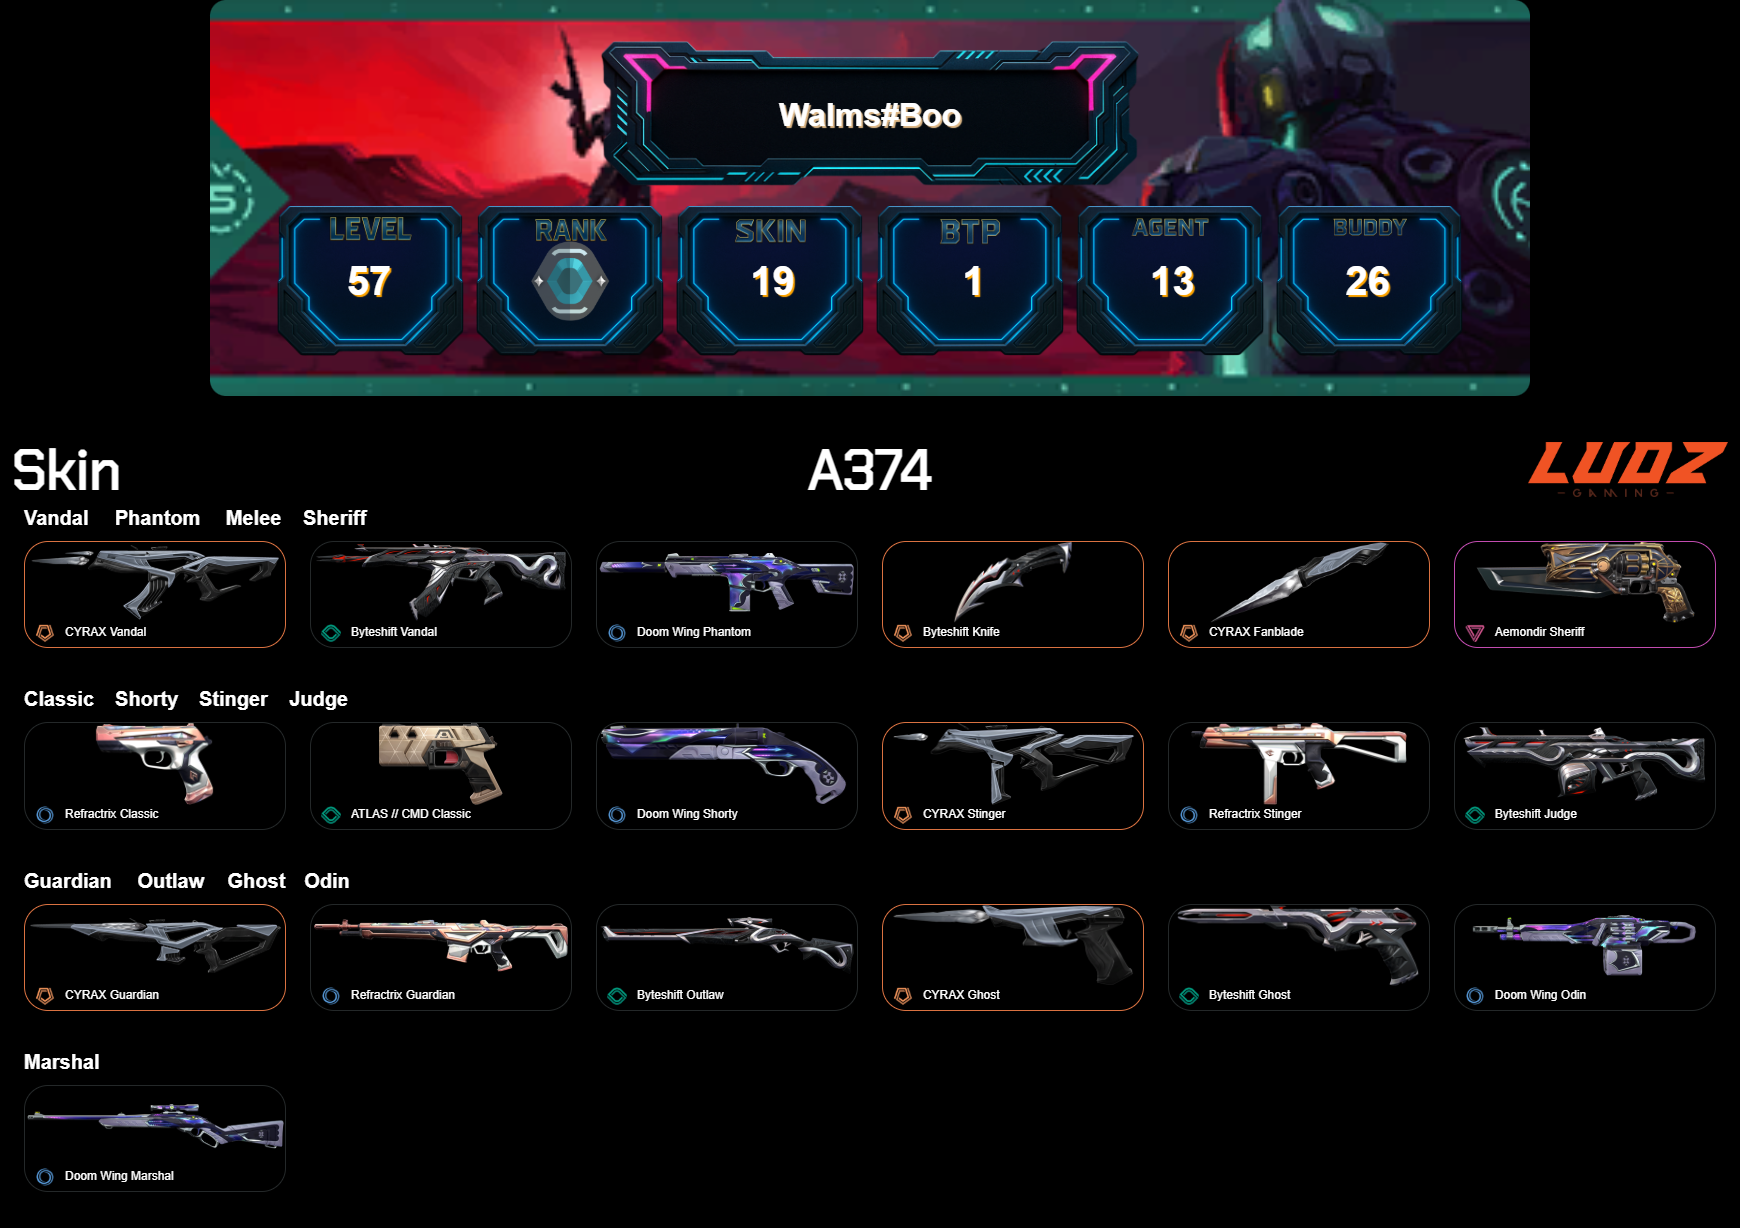 Walms#Boo
LEVEL RANK SKIN BTP AGENT BUDDY
57 19 1 13 26
Skin A374 LUDZ
GAMING
Vandal Phantom Melee Sheriff
CYRAX Vandal Byteshift Vandal Doom Wing Phantom Byteshift Knife CYRAX Fanblade Aemondir Sheriff
Classic Shorty Stinger Judge
Refractrix Classic ATLAS // CMD Classic Doom Wing Shorty CYRAX Stinger Refractrix Stinger Byteshift Judge
Guardian Outlaw Ghost Odin
CYRAX Guardian Refractrix Guardian Byteshift Outlaw CYRAX Ghost Byteshift Ghost Doom Wing Odin
Marshal
Doom Wing Marshal